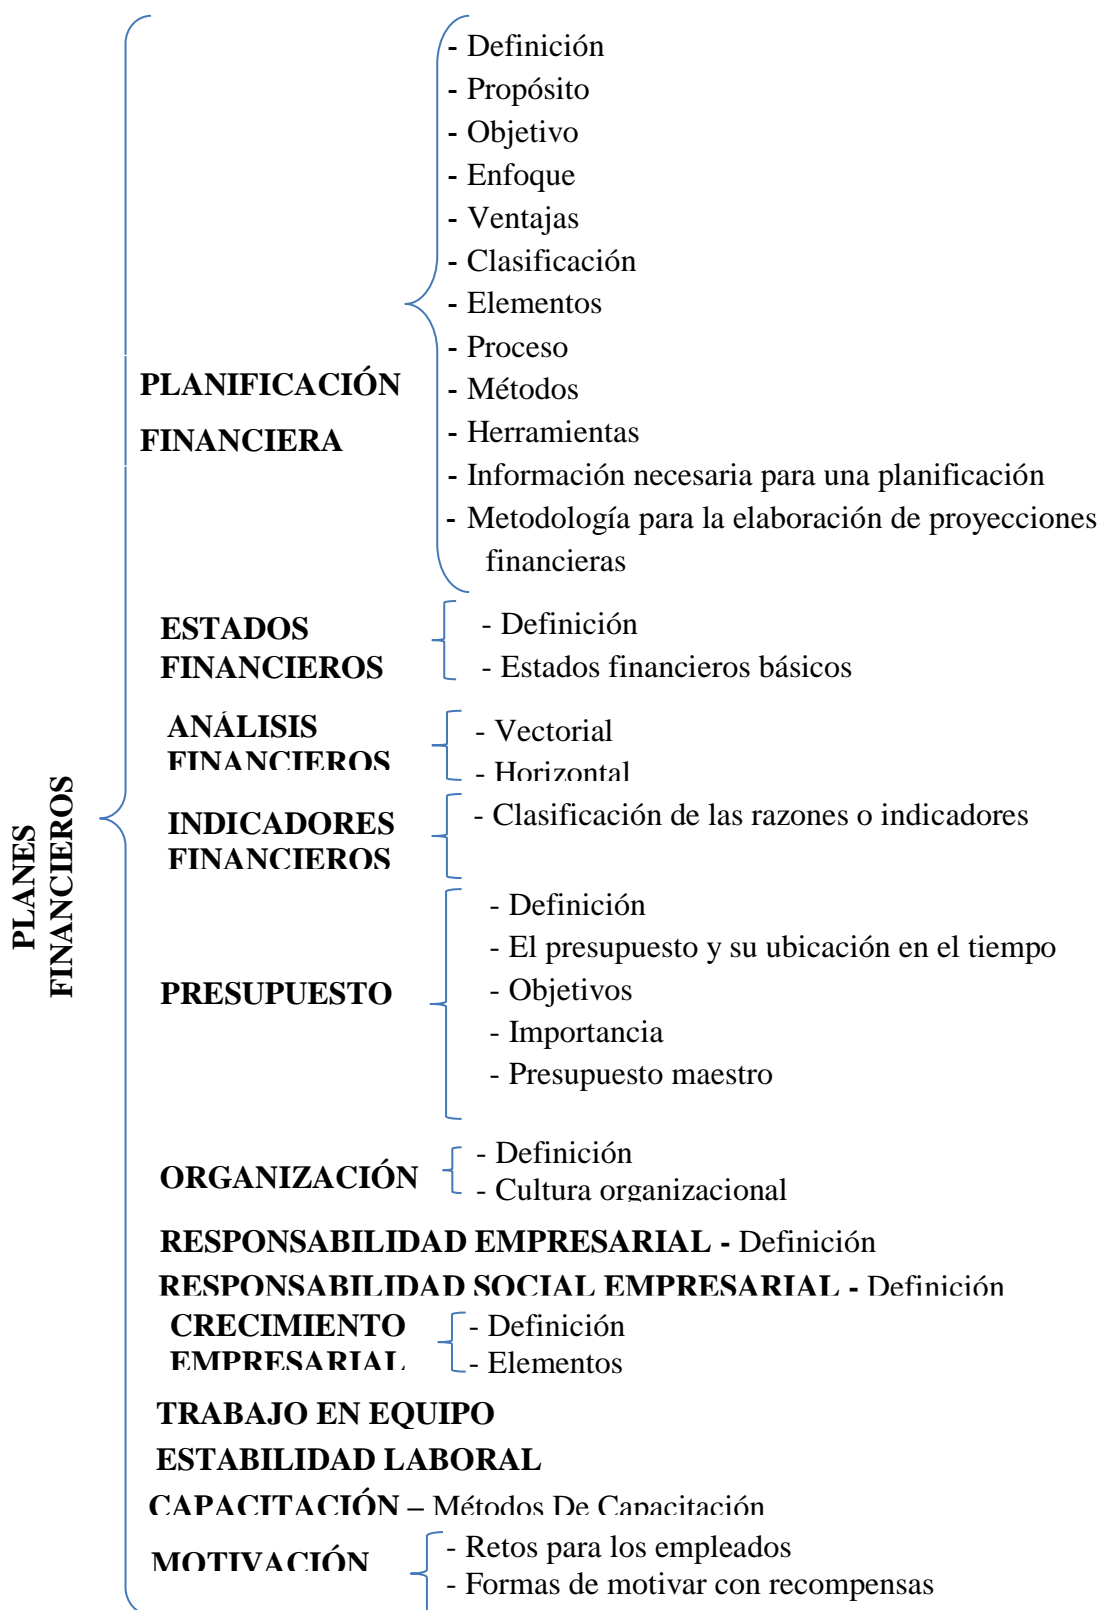 PLANES
FINANCIEROS
PLANIFICACIÓN
FINANCIERA
- Definición
- Propósito
- Objetivo
- Enfoque
- Ventajas
- Clasificación
- Elementos
- Proceso
- Métodos
- Herramientas
- Información necesaria para una planificación
- Metodología para la elaboración de proyecciones
financieras
ESTADOS
FINANCIEROS
- Definición
- Estados financieros básicos
ANÁLISIS
FINANCIEROS
- Vectorial
- Horizontal
INDICADORES
FINANCIEROS
- Clasificación de las razones o indicadores
PRESUPUESTO
- Definición
- El presupuesto y su ubicación en el tiempo
- Objetivos
- Importancia
- Presupuesto maestro
ORGANIZACIÓN
- Definición
- Cultura organizacional
RESPONSABILIDAD EMPRESARIAL - Definición
RESPONSABILIDAD SOCIAL EMPRESARIAL - Definición
CRECIMIENTO
EMPRESARIAL
- Definición
- Elementos
TRABAJO EN EQUIPO
ESTABILIDAD LABORAL
CAPACITACIÓN – Métodos De Capacitación
MOTIVACIÓN
- Retos para los empleados
- Formas de motivar con recompensas